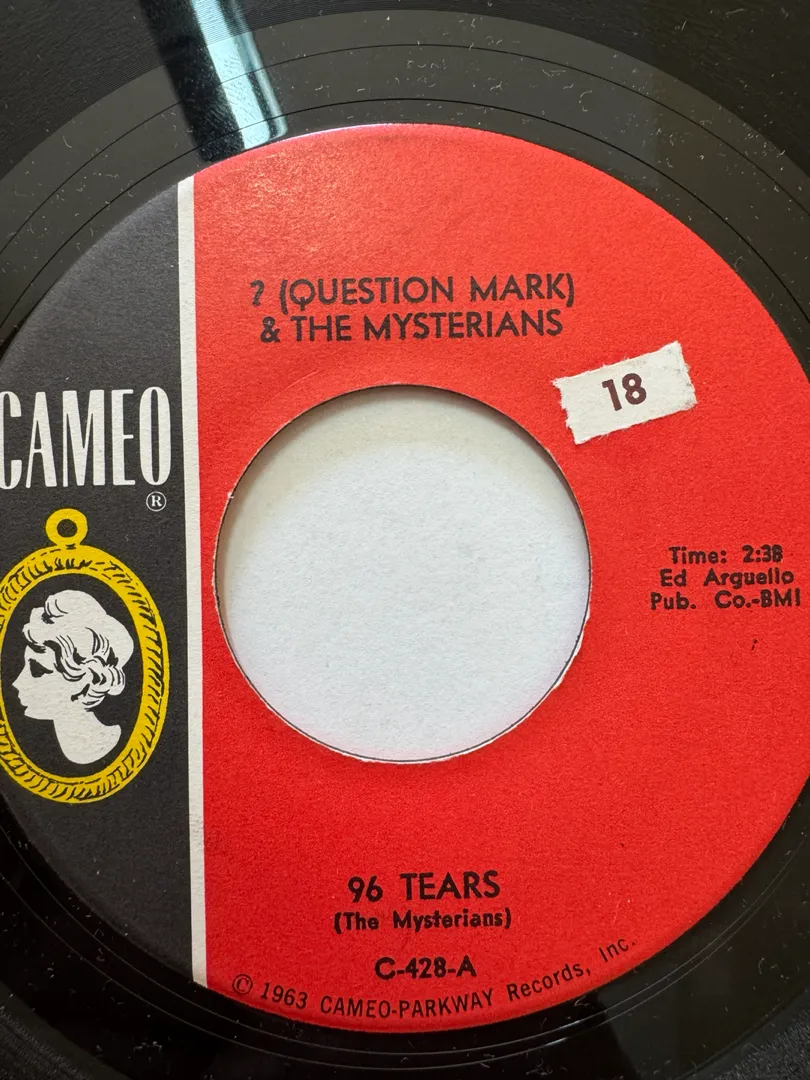 ? (QUESTION MARK)
& THE MYSTERIANS
18
CAMEO
®
Time: 2:38
Ed Arguello
Pub. Co.-BMI
96 TEARS
(The Mysterians)
C-428-A
© 1963 CAMEO-PARKWAY Records, Inc.